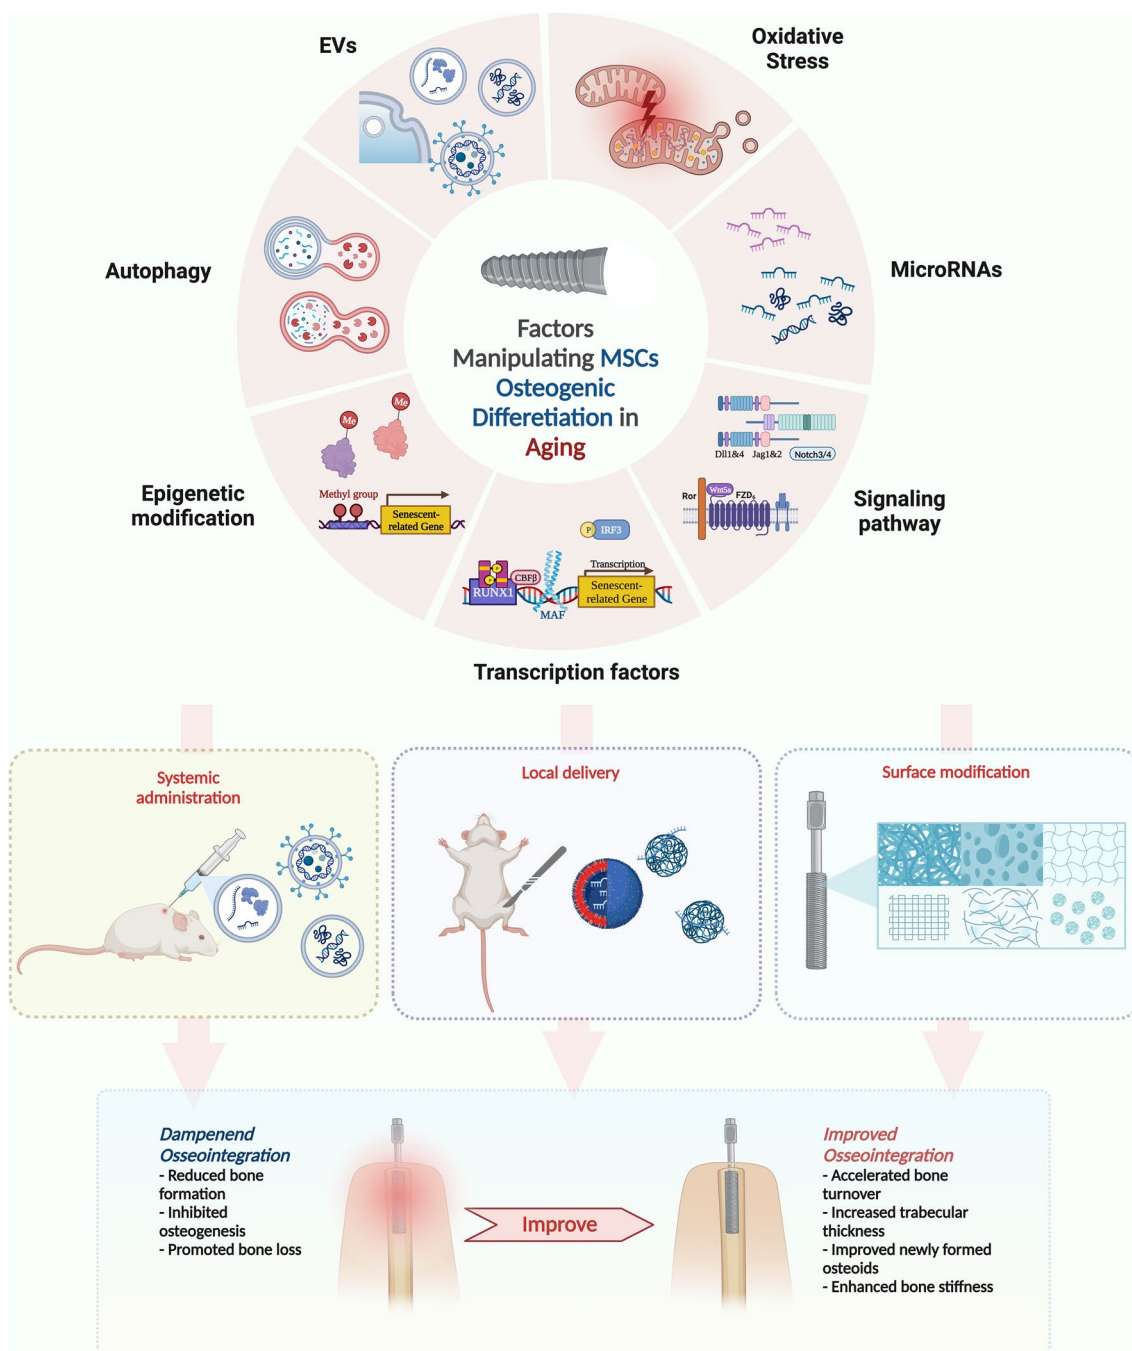 EVs
Oxidative
Stress
Autophagy
MicroRNAs
Factors
Manipulating MSCs
Osteogenic
Differetiation in
Aging
Me
Me
Dll1&4 Jag1&2 Notch3/4
Epigenetic
modification
Methyl group
Senescent-
related Gene
Ror Wnt5a FZD5
Signaling
pathway
P IRF3
Transcription
P
P
RUNX1 CBFβ
MAF
Senescent-
related Gene
Transcription factors
Systemic
administration
Local delivery
Surface modification
Dampenend
Osseointegration
- Reduced bone
formation
- Inhibited
osteogenesis
- Promoted bone loss
Improve
Improved
Osseointegration
- Accelerated bone
turnover
- Increased trabecular
thickness
- Improved newly formed
osteoids
- Enhanced bone stiffness